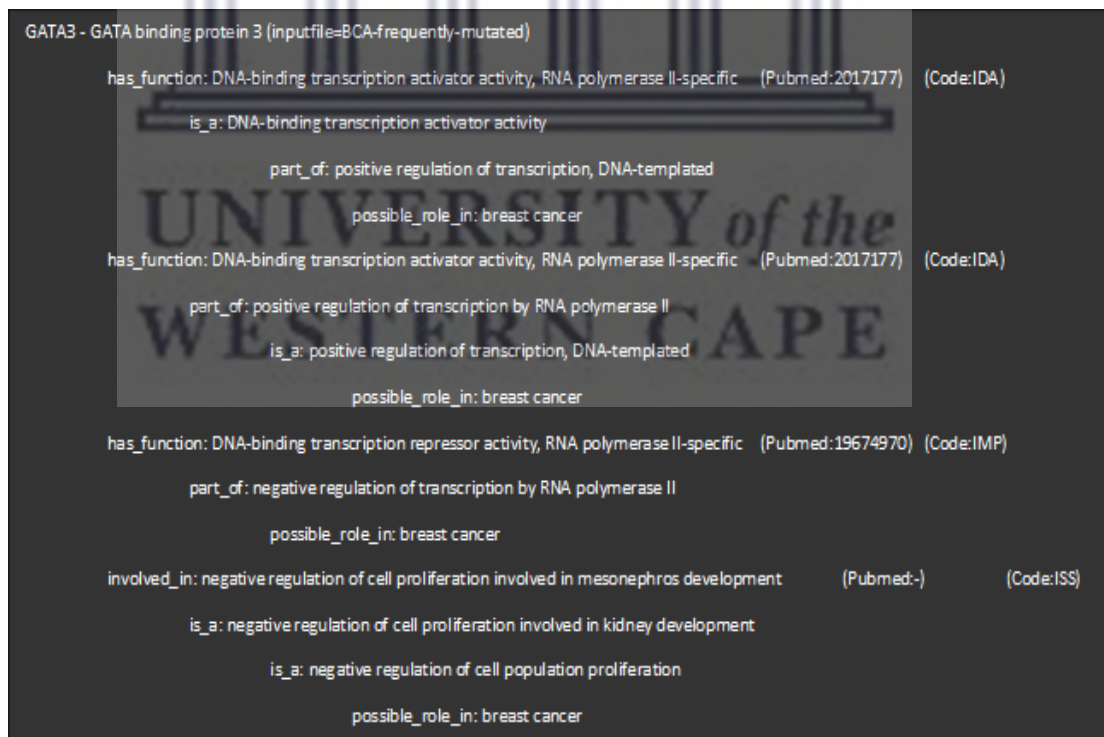 GATA3 - GATA binding protein 3 (inputfile=BCA-frequently-mutated)
has_function: DNA-binding transcription activator activity, RNA polymerase II-specific (Pubmed:2017177) (Code:IDA)
is_a: DNA-binding transcription activator activity
part_of: positive regulation of transcription, DNA-templated
possible_role_in: breast cancer
UNIVERSITY of the
has_function: DNA-binding transcription activator activity, RNA polymerase II-specific (Pubmed:2017177) (Code:IDA)
part_of: positive regulation of transcription by RNA polymerase II
WESTERN CAPE
is_a: positive regulation of transcription, DNA-templated
possible_role_in: breast cancer
has_function: DNA-binding transcription repressor activity, RNA polymerase II-specific (Pubmed:19674970) (Code:IMP)
part_of: negative regulation of transcription by RNA polymerase II
possible_role_in: breast cancer
involved_in: negative regulation of cell proliferation involved in mesonephros development (Pubmed:-) (Code:ISS)
is_a: negative regulation of cell proliferation involved in kidney development
is_a: negative regulation of cell population proliferation
possible_role_in: breast cancer